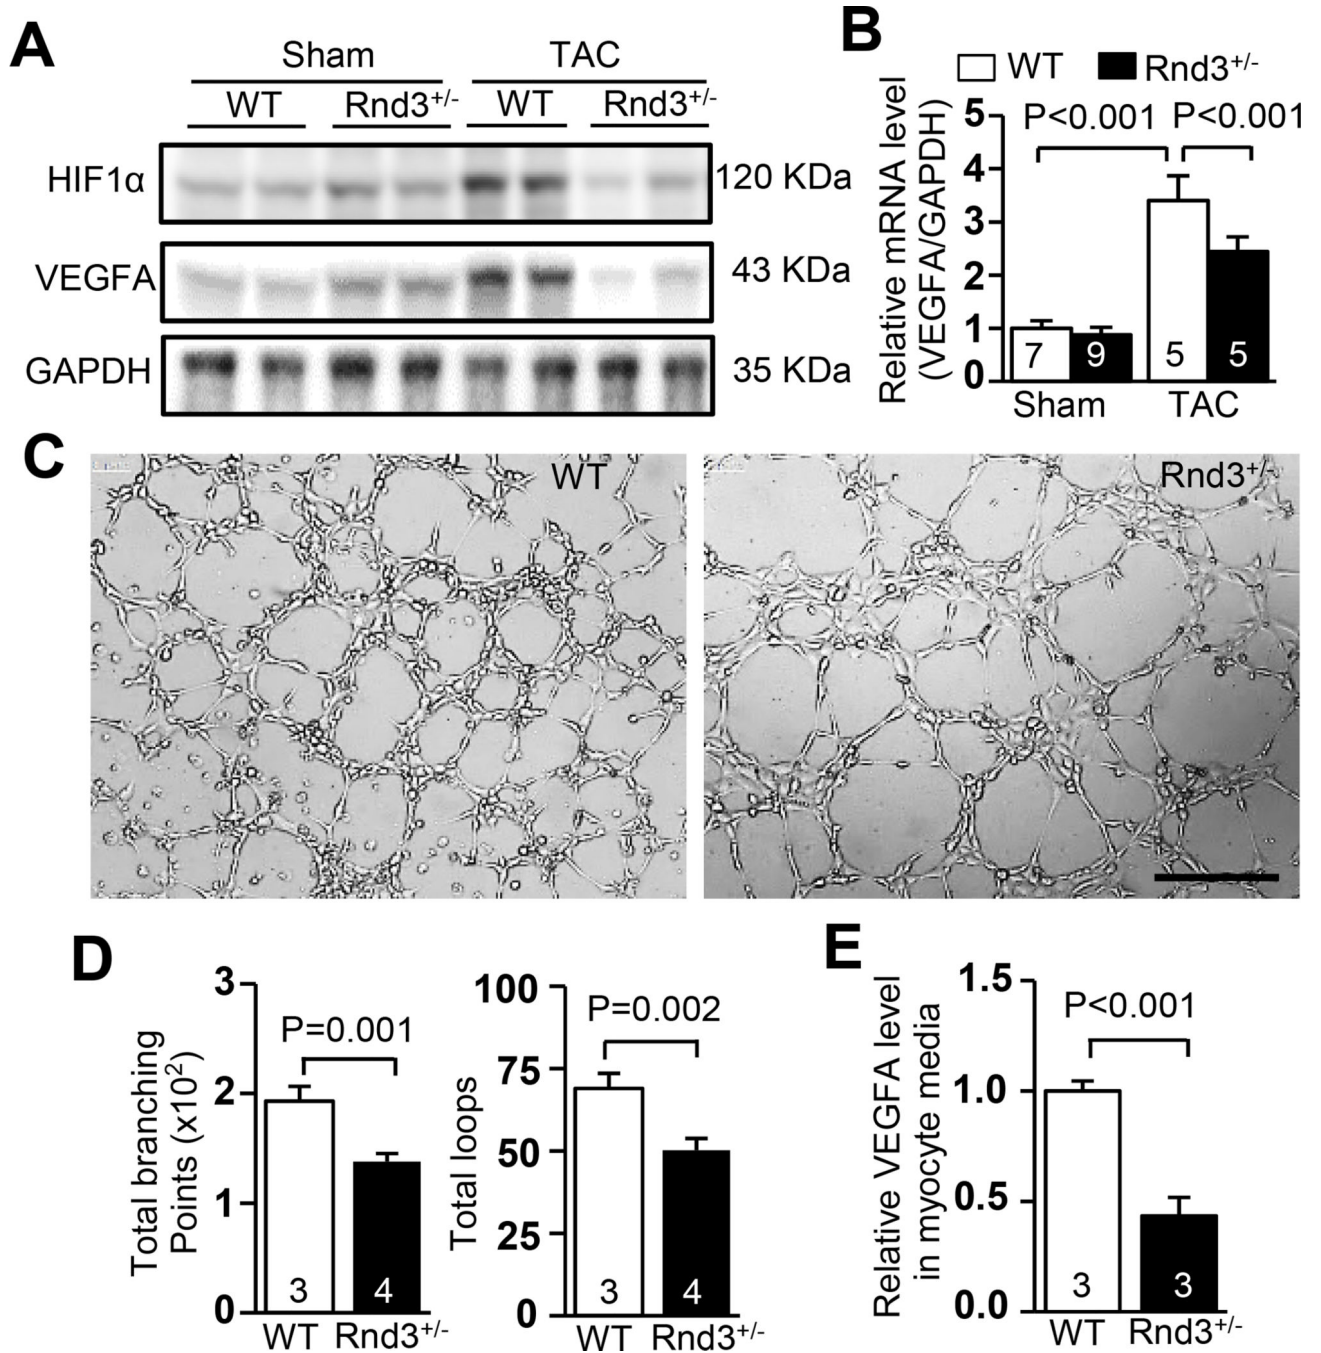 A
Sham TAC
WT Rnd3+/- WT Rnd3+/-
HIF1α 120 KDa
VEGFA 43 KDa
GAPDH 35 KDa
B
WT Rnd3+/-
Relative mRNA level
(VEGFA/GAPDH)
5
4
3
2
1
0
P<0.001 P<0.001
7 9 5 5
Sham TAC
C
WT Rnd3+/-
D
Total branching
Points (x102)
3
2
1
0
P=0.001
3 4
WT Rnd3+/-
Total loops
100
75
50
25
0
P=0.002
3 4
WT Rnd3+/-
E
Relative VEGFA level
in myocyte media
1.5
1.0
0.5
0.0
P<0.001
3 3
WT Rnd3+/-